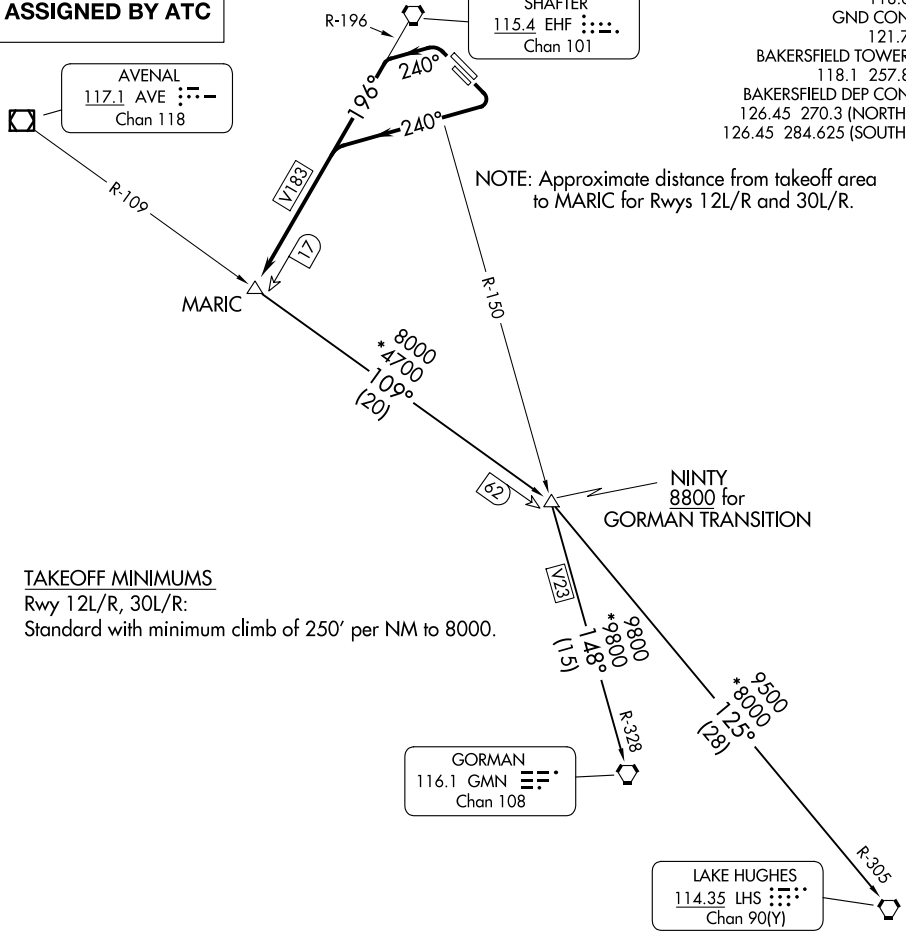 ASSIGNED BY ATC
SHAFTER
115.4 EHF
Chan 101
GND CON
121.7
BAKERSFIELD TOWER
118.1 257.8
BAKERSFIELD DEP CON
126.45 270.3 (NORTH
126.45 284.625 (SOUTH
R-196
AVENAL
117.1 AVE
Chan 118
240°
196°
240°
V183
R-109
NOTE: Approximate distance from takeoff area
to MARIC for Rwys 12L/R and 30L/R.
17
MARIC
R-150
8000
*4700
109°
(20)
62
NINTY
8800 for
GORMAN TRANSITION
TAKEOFF MINIMUMS
Rwy 12L/R, 30L/R:
Standard with minimum climb of 250' per NM to 8000.
V23
9800
*9800
148°
(15)
9500
*8000
125°
(28)
R-328
GORMAN
116.1 GMN
Chan 108
R-305
LAKE HUGHES
114.35 LHS
Chan 90(Y)